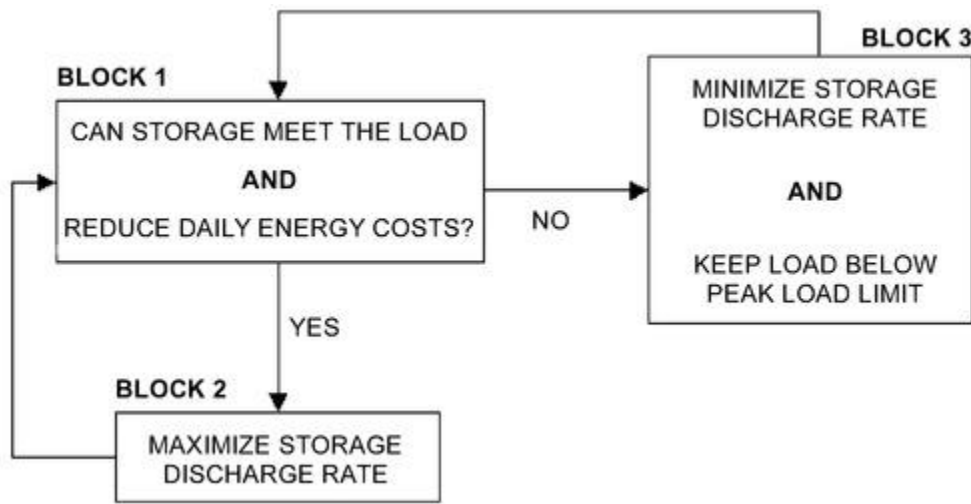 BLOCK 1
CAN STORAGE MEET THE LOAD
AND
REDUCE DAILY ENERGY COSTS?
NO
YES
BLOCK 2
MAXIMIZE STORAGE
DISCHARGE RATE
BLOCK 3
MINIMIZE STORAGE
DISCHARGE RATE
AND
KEEP LOAD BELOW
PEAK LOAD LIMIT